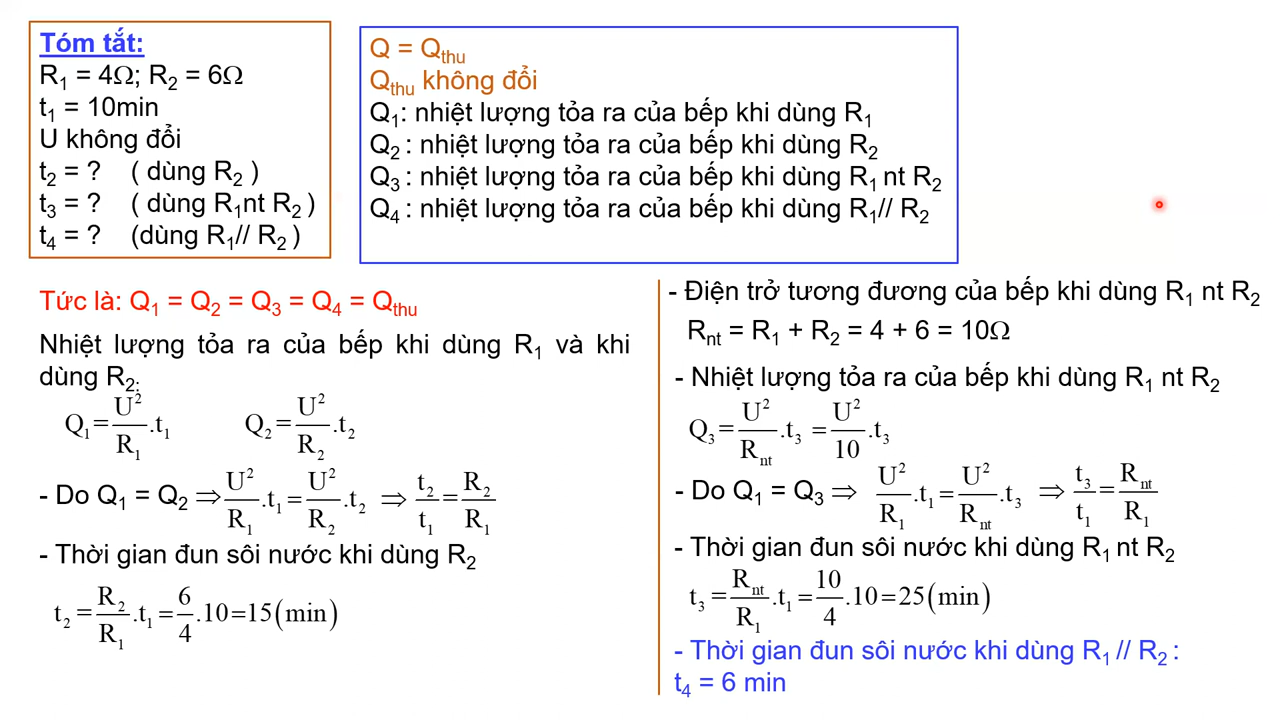 Tóm tắt:
R₁ = 4Ω; R₂ = 6Ω
t₁ = 10min
U không đổi
t₂ = ? ( dùng R₂ )
t₃ = ? ( dùng R₁nt R₂ )
t₄ = ? (dùng R₁// R₂ )
Q = Qthu
Qthu không đổi
Q₁: nhiệt lượng tỏa ra của bếp khi dùng R₁
Q₂ : nhiệt lượng tỏa ra của bếp khi dùng R₂
Q₃ : nhiệt lượng tỏa ra của bếp khi dùng R₁ nt R₂
Q₄ : nhiệt lượng tỏa ra của bếp khi dùng R₁// R₂
Tức là: Q₁ = Q₂ = Q₃ = Q₄ = Qthu
Nhiệt lượng tỏa ra của bếp khi dùng R₁ và khi
dùng R₂:
Q₁=U²/R₁.t₁ Q₂=U²/R₂.t₂
- Do Q₁ = Q₂ ⇒ U²/R₁.t₁ = U²/R₂.t₂ ⇒ t₂/t₁ = R₂/R₁
- Thời gian đun sôi nước khi dùng R₂
t₂ = R₂/R₁.t₁ = 6/4.10=15(min)
- Điện trở tương đương của bếp khi dùng R₁ nt R₂
Rnt = R₁ + R₂ = 4 + 6 = 10Ω
- Nhiệt lượng tỏa ra của bếp khi dùng R₁ nt R₂
Q₃ = U²/Rnt.t₃ = U²/10.t₃
- Do Q₁ = Q₃ ⇒ U²/R₁.t₁ = U²/Rnt.t₃ ⇒ t₃/t₁ = Rnt/R₁
- Thời gian đun sôi nước khi dùng R₁ nt R₂
t₃ = Rnt/R₁.t₁ = 10/4.10=25(min)
- Thời gian đun sôi nước khi dùng R₁ // R₂ :
t₄ = 6 min